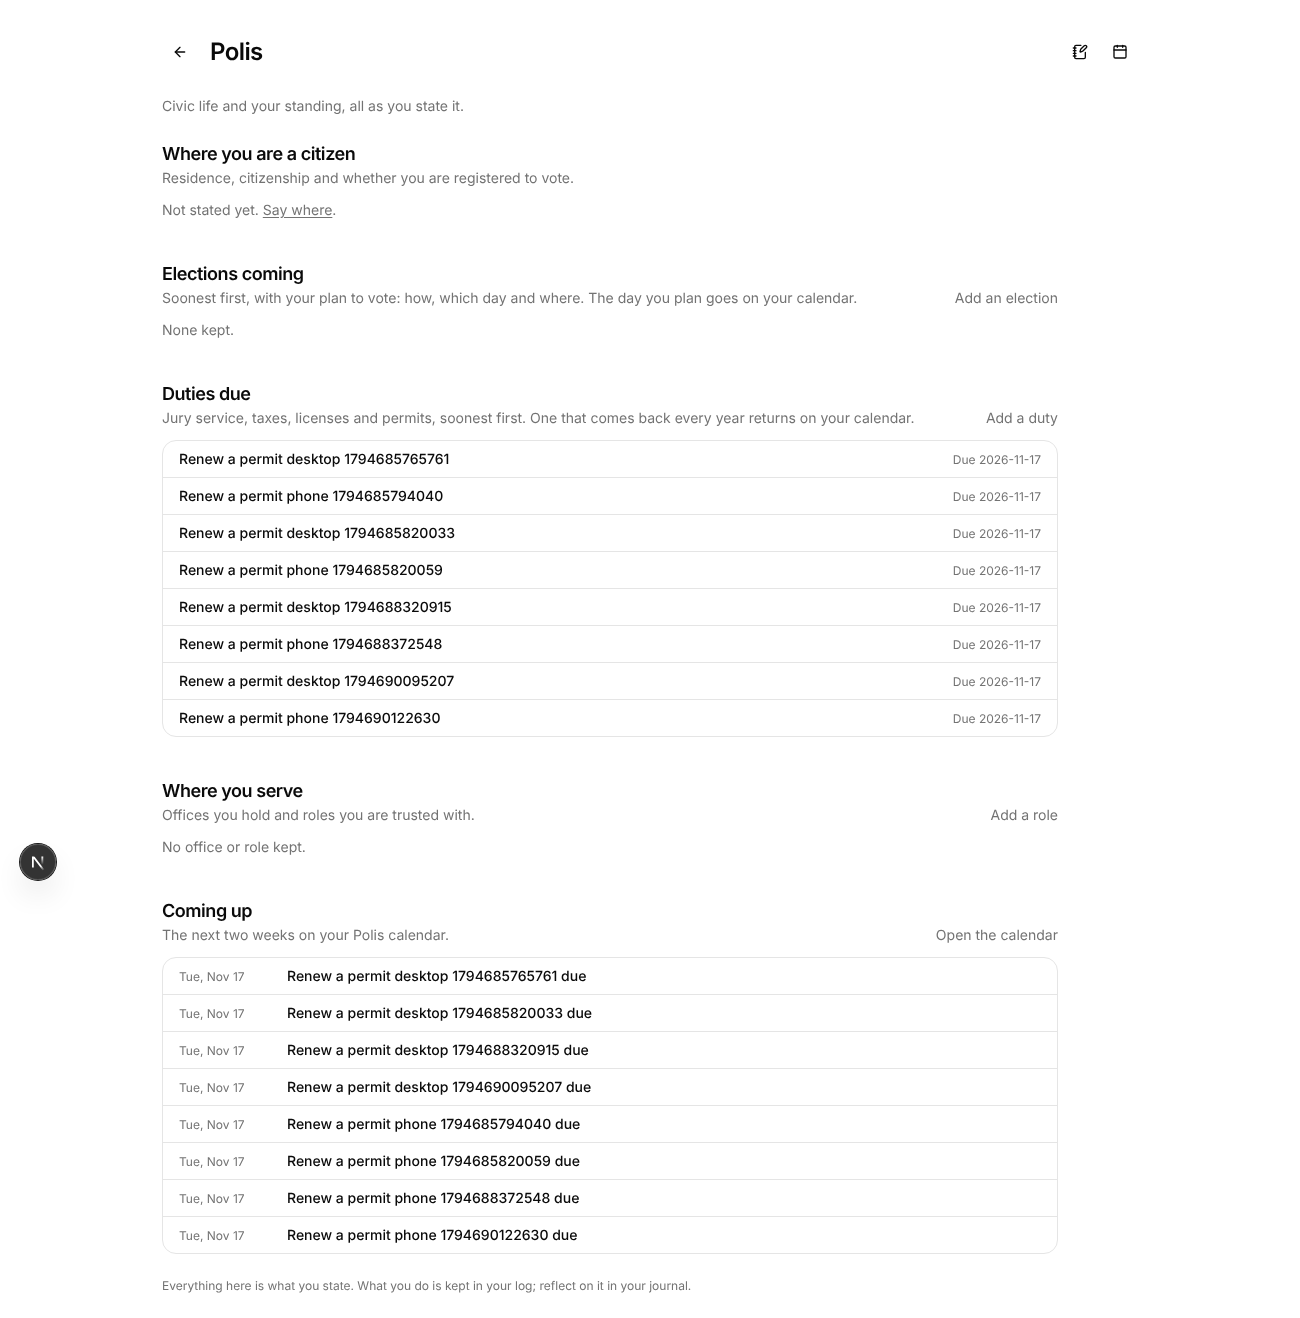 Polis
Civic life and your standing, all as you state it.
Where you are a citizen
Residence, citizenship and whether you are registered to vote.
Not stated yet. Say where.
Elections coming
Soonest first, with your plan to vote: how, which day and where. The day you plan goes on your calendar. Add an election
None kept.
Duties due
Jury service, taxes, licenses and permits, soonest first. One that comes back every year returns on your calendar. Add a duty
Renew a permit desktop 1794685765761 Due 2026-11-17
Renew a permit phone 1794685794040 Due 2026-11-17
Renew a permit desktop 1794685820033 Due 2026-11-17
Renew a permit phone 1794685820059 Due 2026-11-17
Renew a permit desktop 1794688320915 Due 2026-11-17
Renew a permit phone 1794688372548 Due 2026-11-17
Renew a permit desktop 1794690095207 Due 2026-11-17
Renew a permit phone 1794690122630 Due 2026-11-17
Where you serve
Offices you hold and roles you are trusted with. Add a role
No office or role kept.
N
Coming up
The next two weeks on your Polis calendar. Open the calendar
Tue, Nov 17 Renew a permit desktop 1794685765761 due
Tue, Nov 17 Renew a permit desktop 1794685820033 due
Tue, Nov 17 Renew a permit desktop 1794688320915 due
Tue, Nov 17 Renew a permit desktop 1794690095207 due
Tue, Nov 17 Renew a permit phone 1794685794040 due
Tue, Nov 17 Renew a permit phone 1794685820059 due
Tue, Nov 17 Renew a permit phone 1794688372548 due
Tue, Nov 17 Renew a permit phone 1794690122630 due
Everything here is what you state. What you do is kept in your log; reflect on it in your journal.